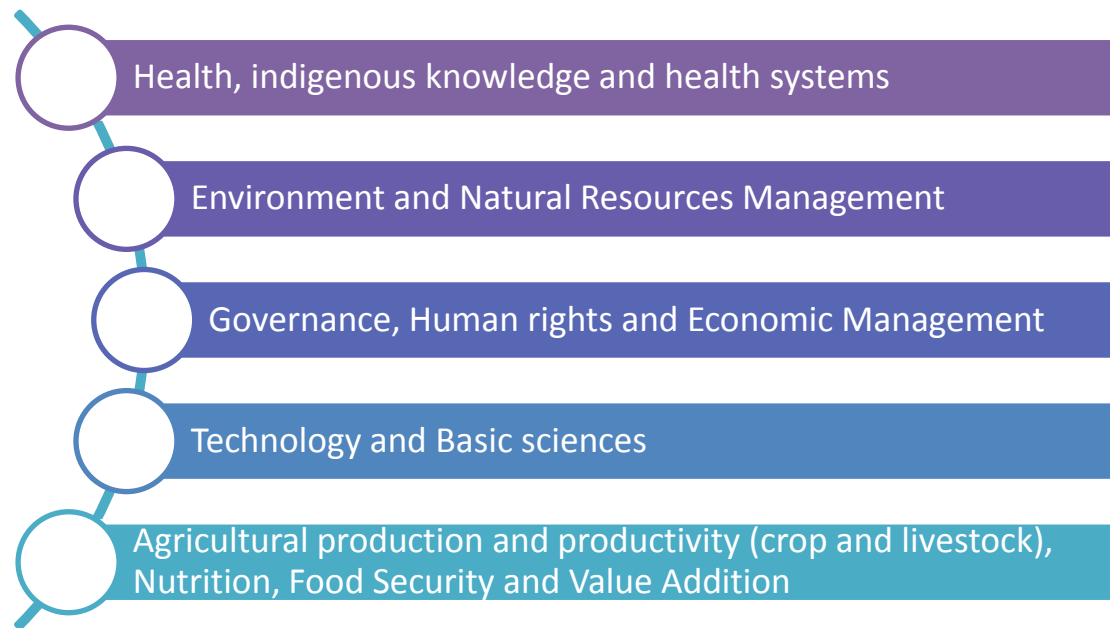 Health, indigenous knowledge and health systems
Environment and Natural Resources Management
Governance, Human rights and Economic Management
Technology and Basic sciences
Agricultural production and productivity (crop and livestock),
Nutrition, Food Security and Value Addition